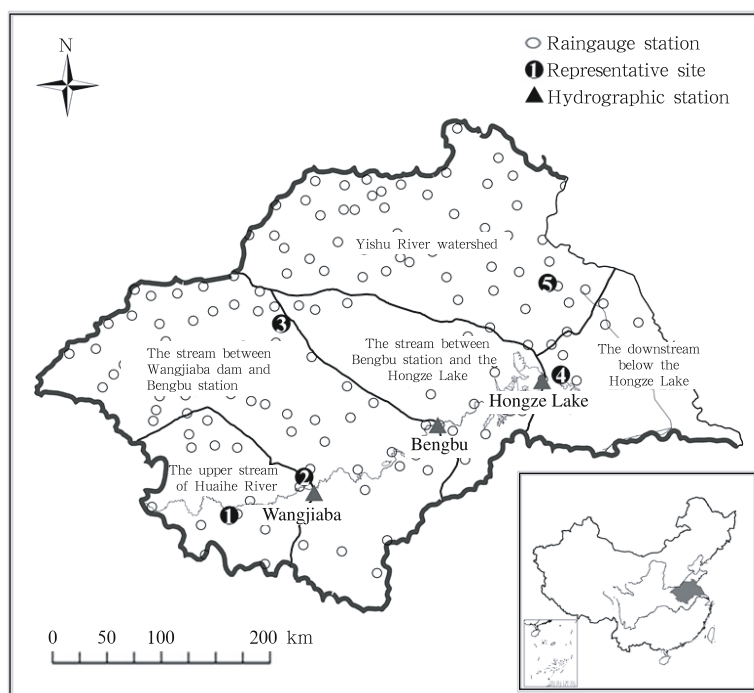 N
Raingauge station
1 Representative site
Hydrographic station
Yishu River watershed
5
3
The stream between
Wangjiaba dam and
Bengbu station
The stream between
Bengbu station and the
Hongze Lake
The downstream
below the
Hongze Lake
4
Hongze Lake
Bengbu
The upper stream
of Huaihe River
2
1
Wangjiaba
0 50 100 200 km